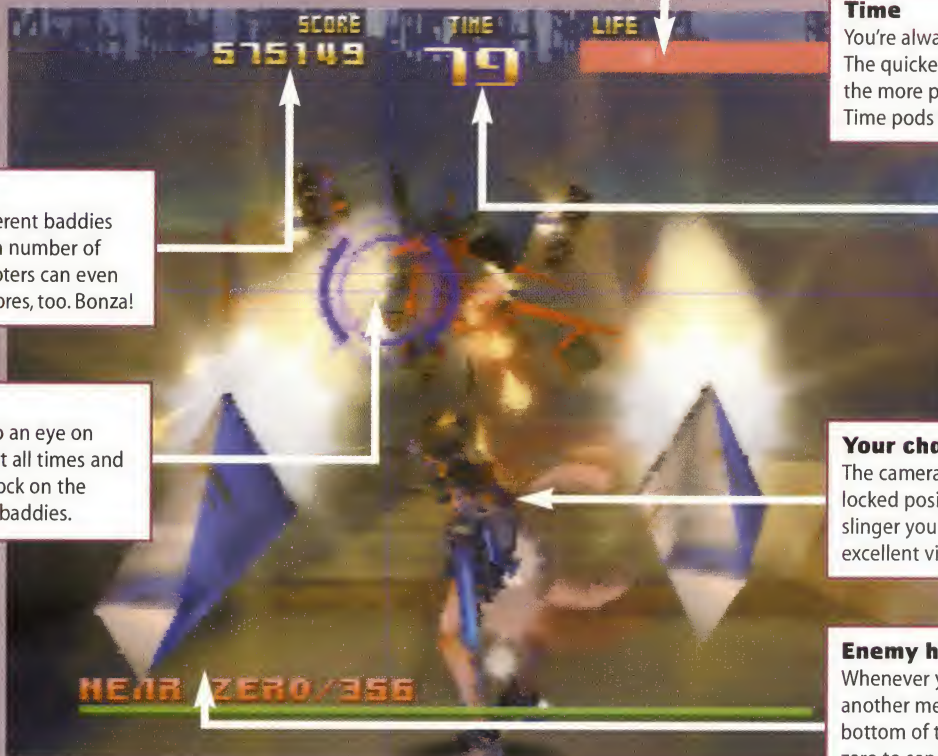 SCORE
575149
TIME
79
LIFE
Time
You're alwa
The quicke
the more p
Time pods
erent baddies
a number of
oters can even
ores, too. Bonza!
p an eye on
t all times and
ock on the
baddies.
Your cha
The camera
locked posi
slinger you
excellent vi
NEAR ZERO/356
Enemy h
Whenever y
another me
bottom of t